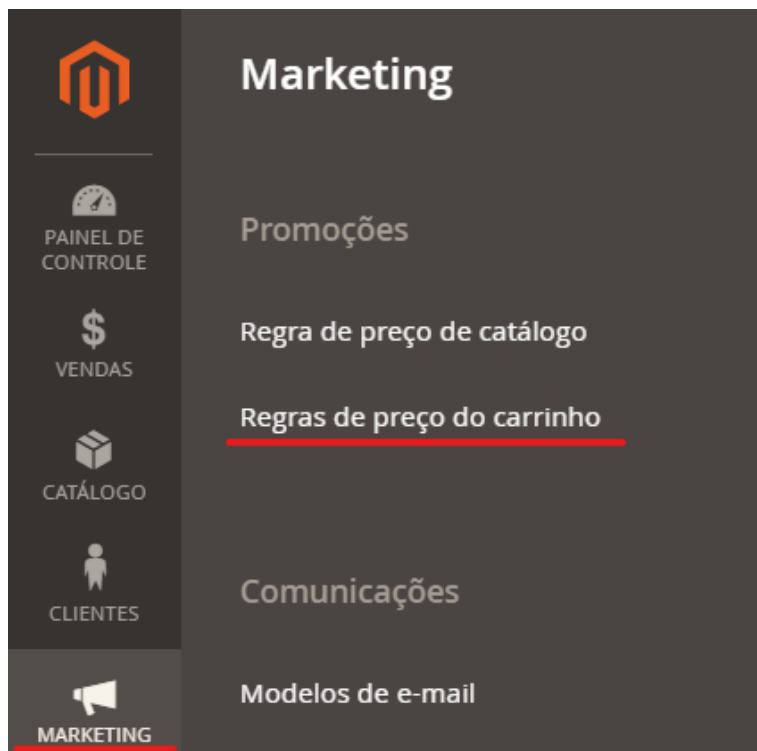 Marketing
PAINEL DE
CONTROLE
VENDAS
CATÁLOGO
CLIENTES
MARKETING
Promoções
Regra de preço de catálogo
Regras de preço do carrinho
Comunicações
Modelos de e-mail